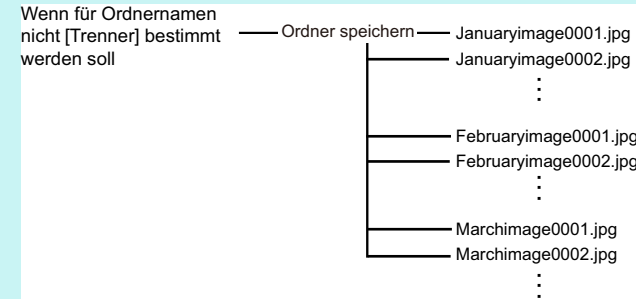 Wenn für Ordnernamen
nicht [Trenner] bestimmt
werden soll
Ordner speichern
Januaryimage0001.jpg
Januaryimage0002.jpg
Februaryimage0001.jpg
Februaryimage0002.jpg
Marchimage0001.jpg
Marchimage0002.jpg